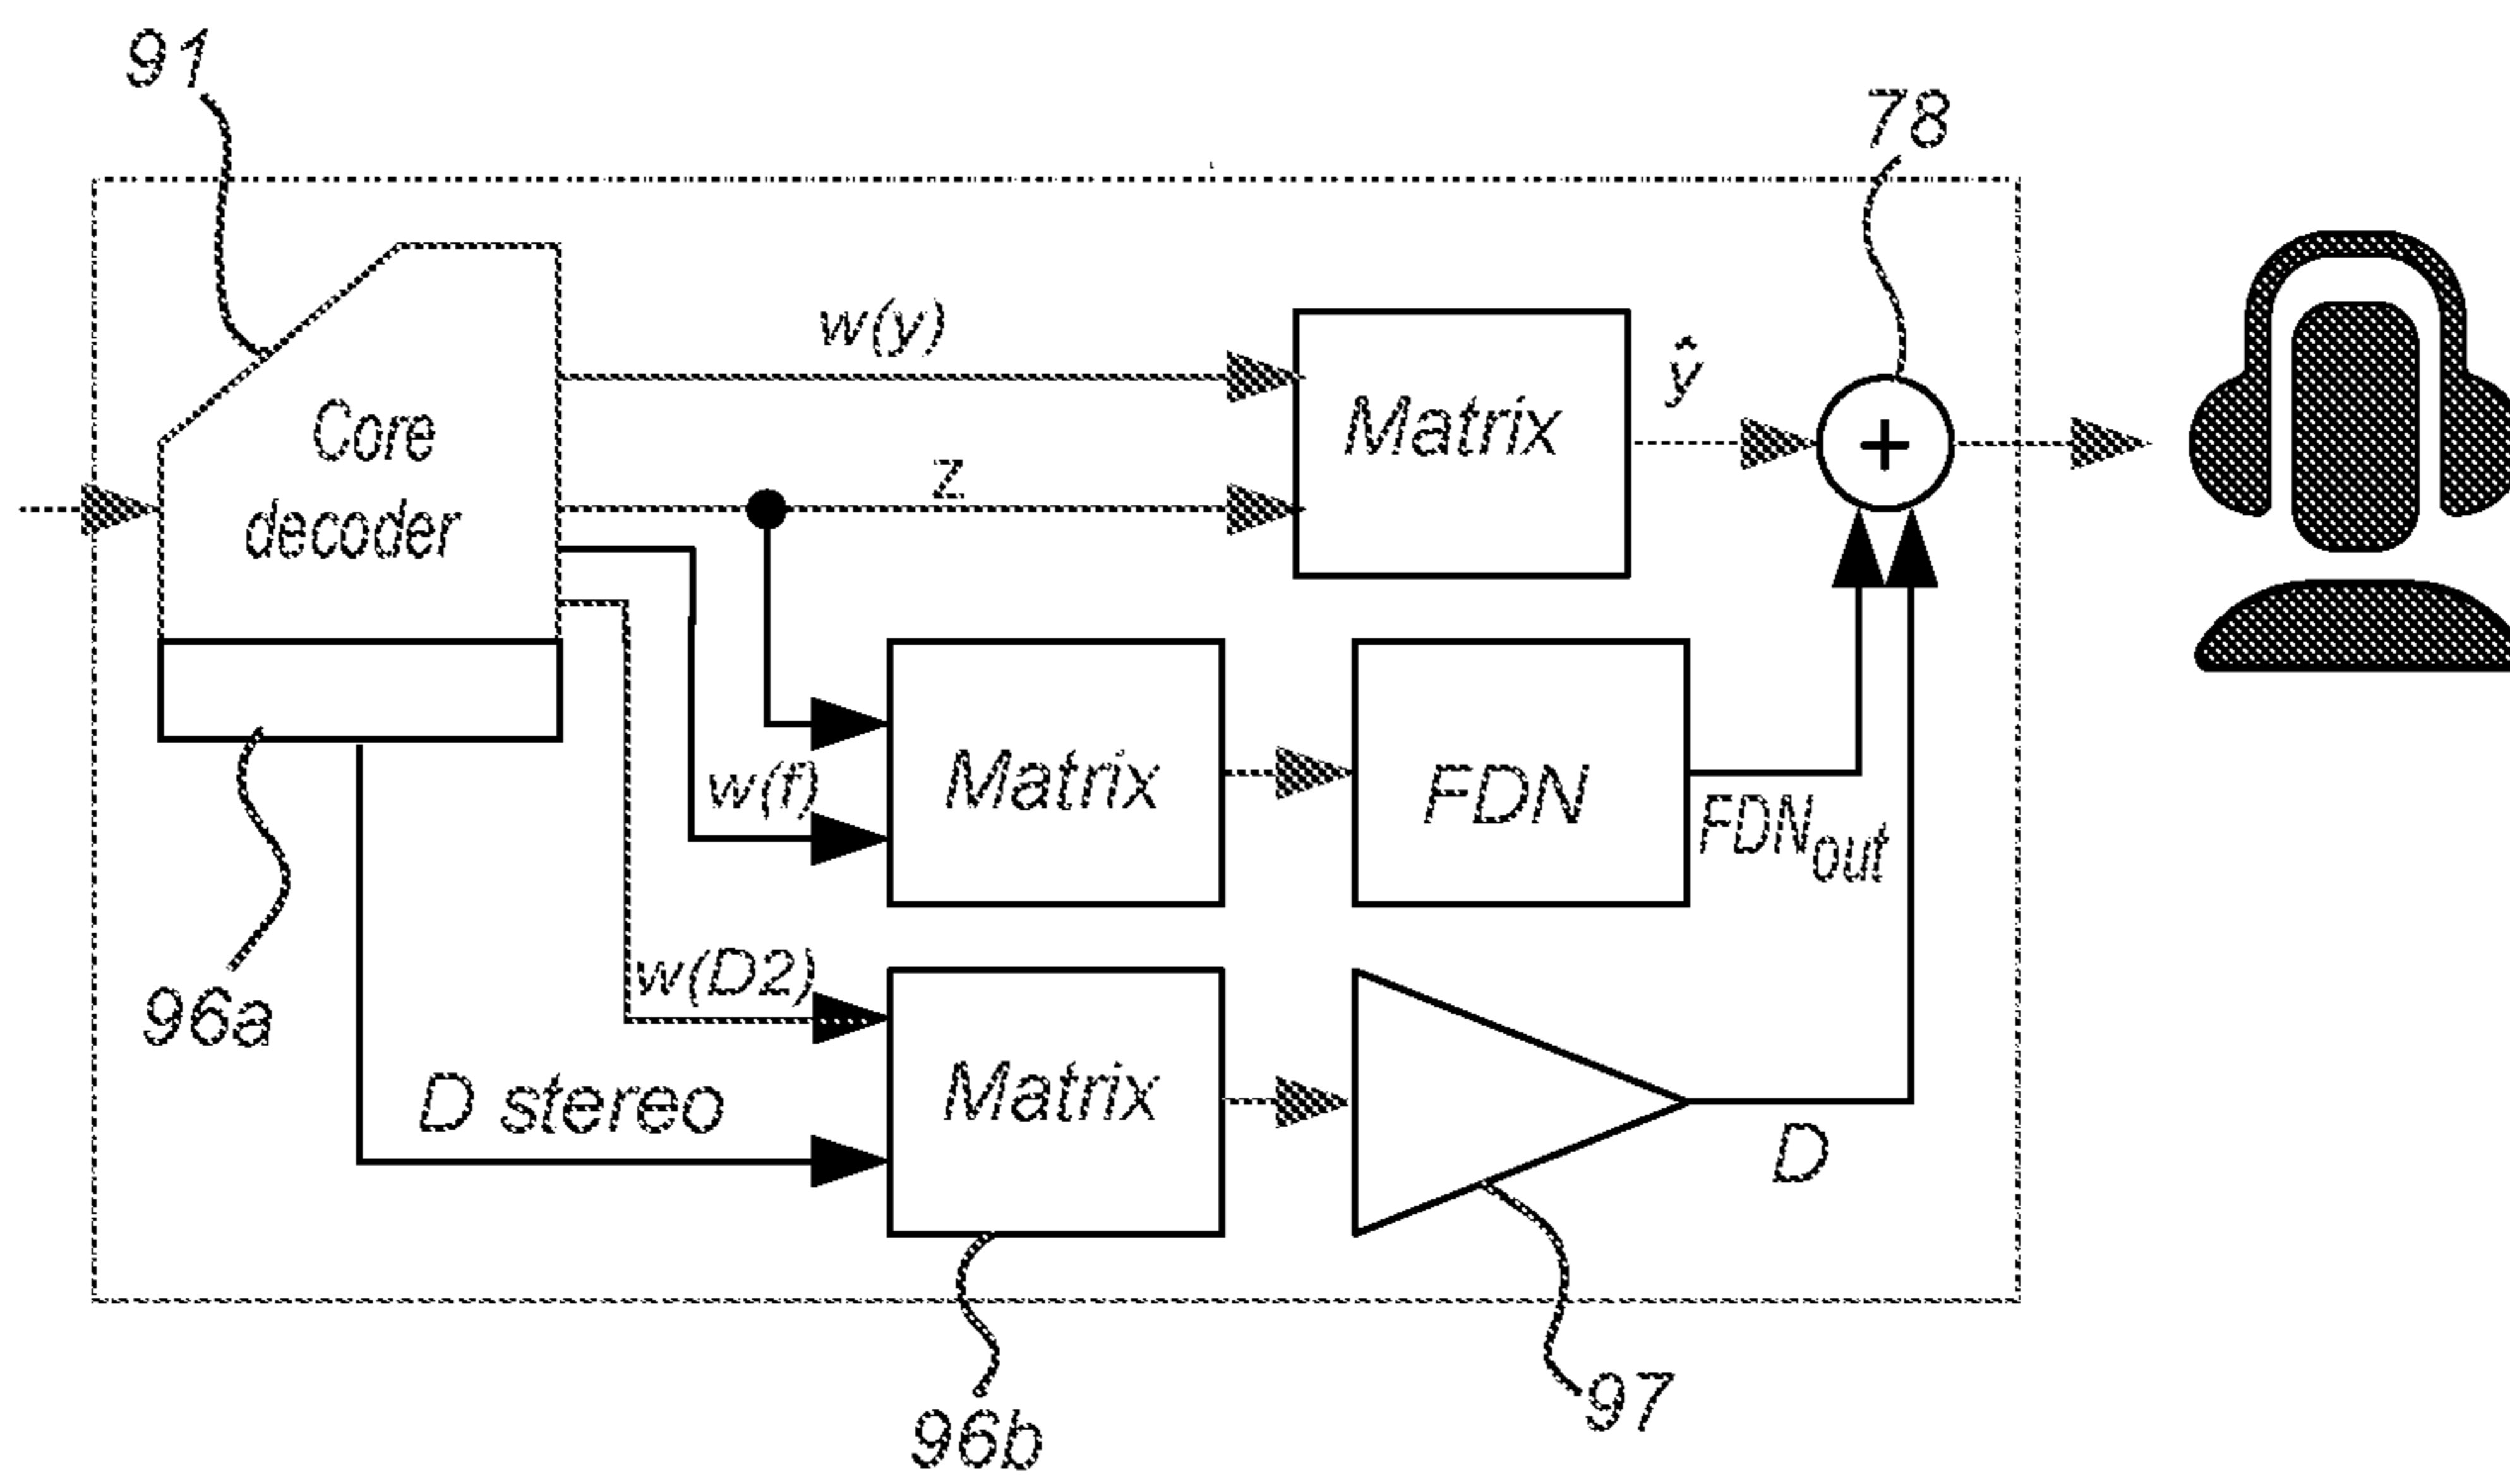 91
78
w(y)
ŷ
Core
decoder
Matrix
+
z
w(f)
Matrix
FDN
FDNout
w(D2)
96a
D stereo
Matrix
D
97
96b